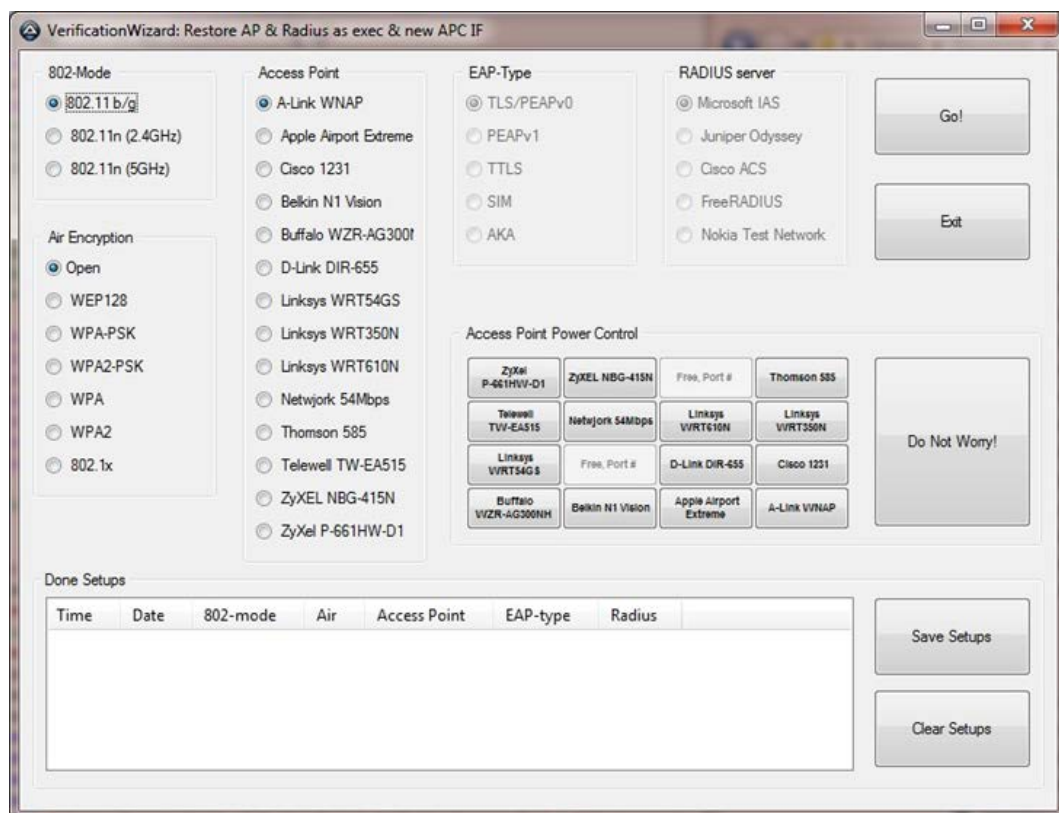 VerificationWizard: Restore AP & Radius as exec & new APC IF
802-Mode
802.11 b/g
802.11n (2.4GHz)
802.11n (5GHz)
Air Encryption
Open
WEP128
WPA-PSK
WPA2-PSK
WPA
WPA2
802.1x
Access Point
A-Link WNAP
Apple Airport Extreme
Cisco 1231
Belkin N1 Vision
Buffalo WZR-AG300
D-Link DIR-655
Linksys WRT54GS
Linksys WRT350N
Linksys WRT610N
Netwjork 54Mbps
Thomson 585
Telewell TW-EA515
ZyXEL NBG-415N
ZyXel P-661HW-D1
EAP-Type
TLS/PEAPv0
PEAPv1
TTLS
SIM
AKA
RADIUS server
Microsoft IAS
Juniper Odyssey
Cisco ACS
FreeRADIUS
Nokia Test Network
Go!
Exit
Access Point Power Control
ZyXel
P-661HW-D1
ZyXEL NBG-415N
Free, Port #
Thomson 585
Telewell
TW-EA515
Netwjork 54Mbps
Linksys
WRT610N
Linksys
WRT350N
Linksys
WRT54GS
Free, Port #
D-Link DIR-655
Cisco 1231
Buffalo
WZR-AG300NH
Belkin N1 Vision
Apple Airport
Extreme
A-Link WNAP
Do Not Worry!
Done Setups
Time Date 802-mode Air Access Point EAP-type Radius
Save Setups
Clear Setups